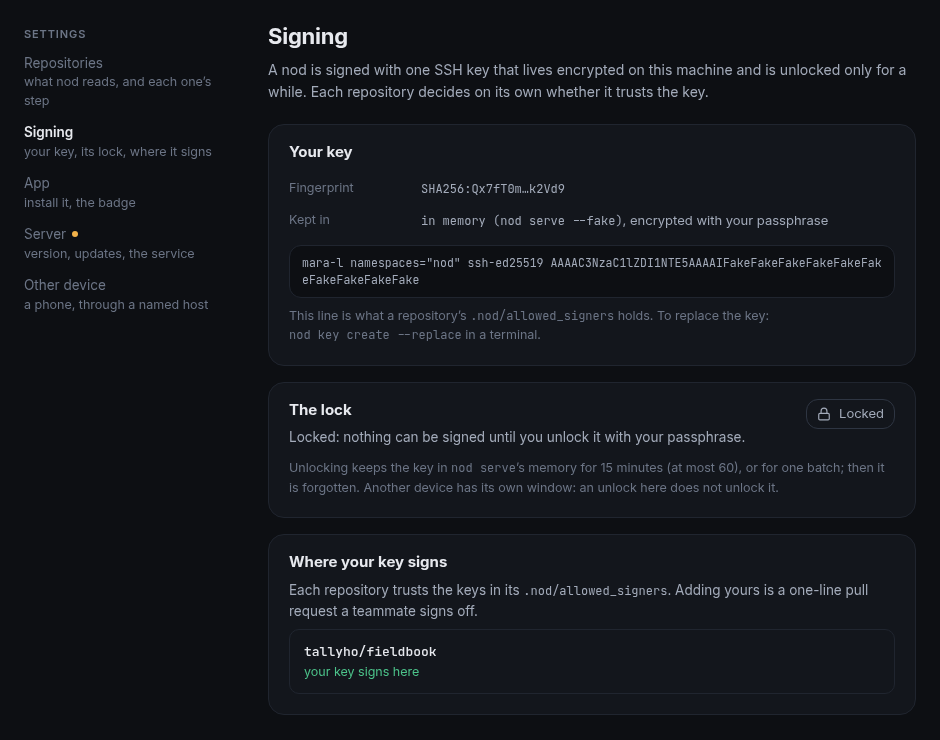 SETTINGS
Repositories
what nod reads, and each one’s
step
Signing
your key, its lock, where it signs
App
install it, the badge
Server
version, updates, the service
Other device
a phone, through a named host
Signing
A nod is signed with one SSH key that lives encrypted on this machine and is unlocked only for a
while. Each repository decides on its own whether it trusts the key.
Your key
Fingerprint SHA256:Qx7fT0m…k2Vd9
Kept in in memory (nod serve --fake), encrypted with your passphrase
mara-l namespaces="nod" ssh-ed25519 AAAAC3NzaC1lZDI1NTE5AAAAIFakeFakeFakeFakeFakeFak
eFakeFakeFakeFake
This line is what a repository’s .nod/allowed_signers holds. To replace the key:
nod key create --replace in a terminal.
The lock
Locked
Locked: nothing can be signed until you unlock it with your passphrase.
Unlocking keeps the key in nod serve’s memory for 15 minutes (at most 60), or for one batch; then it
is forgotten. Another device has its own window: an unlock here does not unlock it.
Where your key signs
Each repository trusts the keys in its .nod/allowed_signers. Adding yours is a one-line pull
request a teammate signs off.
tallyho/fieldbook
your key signs here